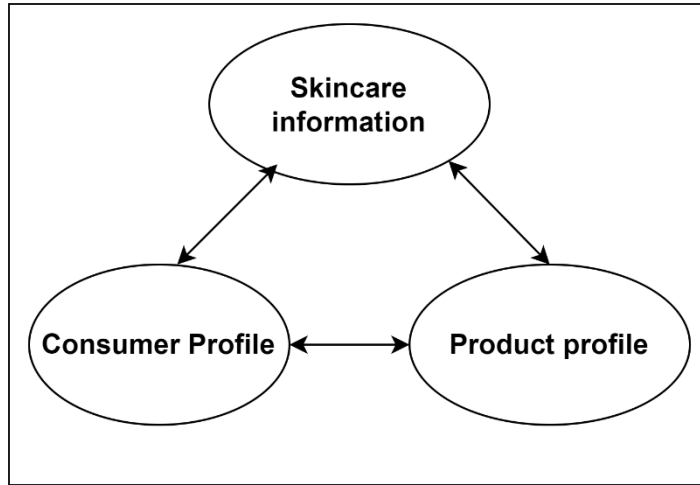 Skincare
information
Consumer Profile
Product profile